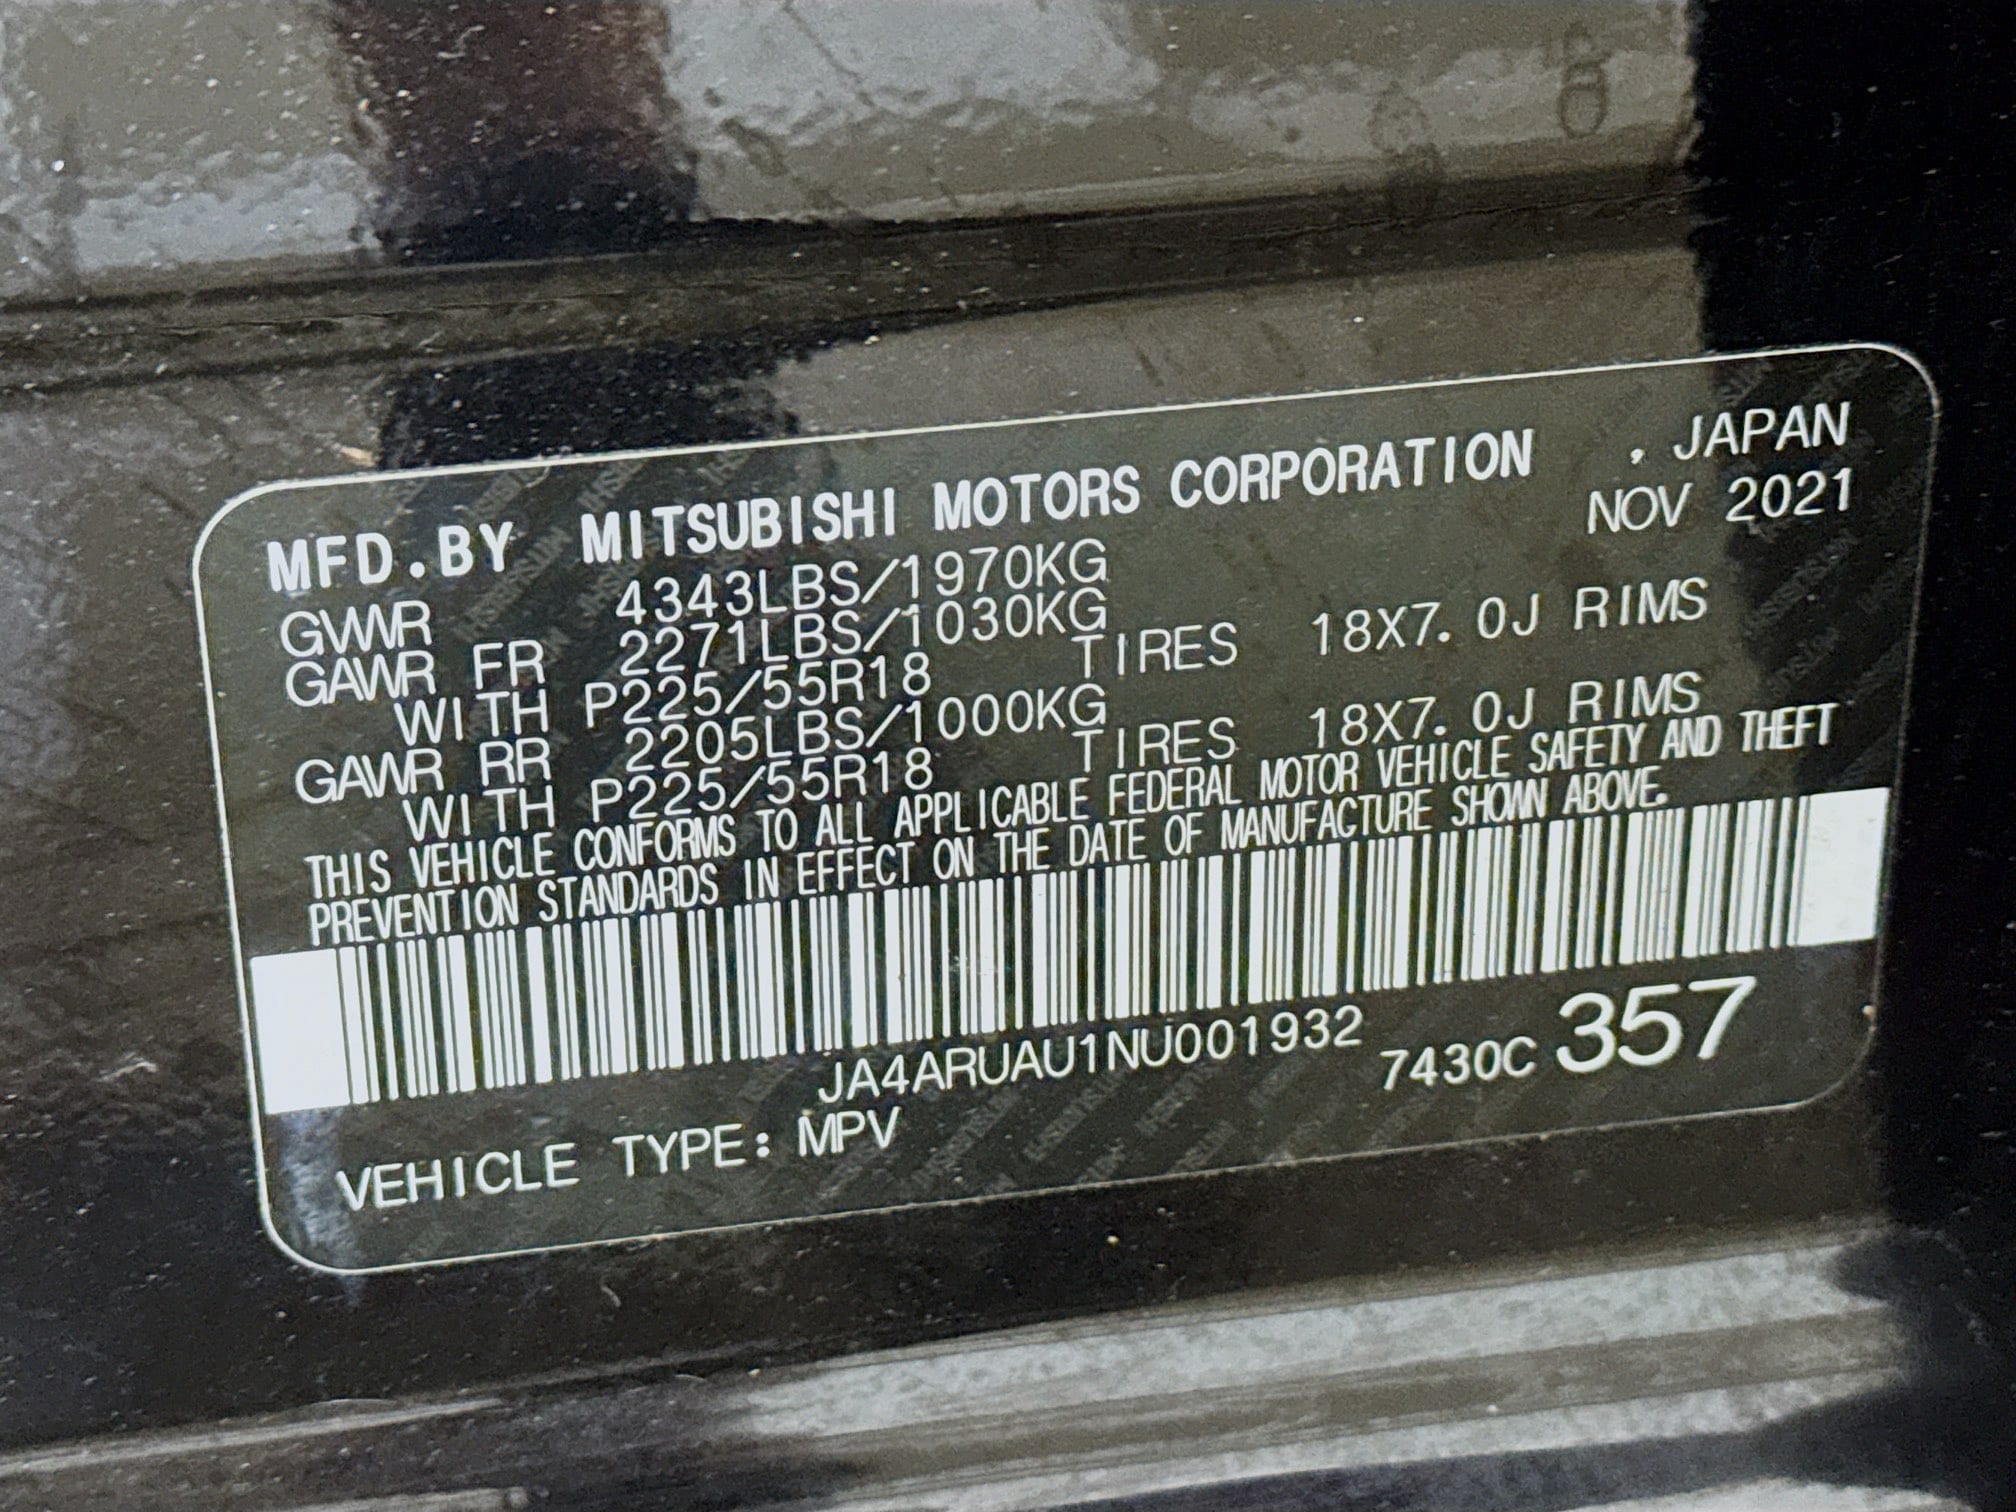 MFD.BY MITSUBISHI MOTORS CORPORATION , JAPAN
NOV 2021
GVWR 4343LBS/1970KG
GAWR FR 2271LBS/1030KG
WITH P225/55R18 TIRES 18X7.0J RIMS
GAWR RR 2205LBS/1000KG
WITH P225/55R18 TIRES 18X7.0J RIMS
THIS VEHICLE CONFORMS TO ALL APPLICABLE FEDERAL MOTOR VEHICLE SAFETY AND THEFT
PREVENTION STANDARDS IN EFFECT ON THE DATE OF MANUFACTURE SHOWN ABOVE.
JA4ARUAU1NU001932
7430C 357
VEHICLE TYPE: MPV